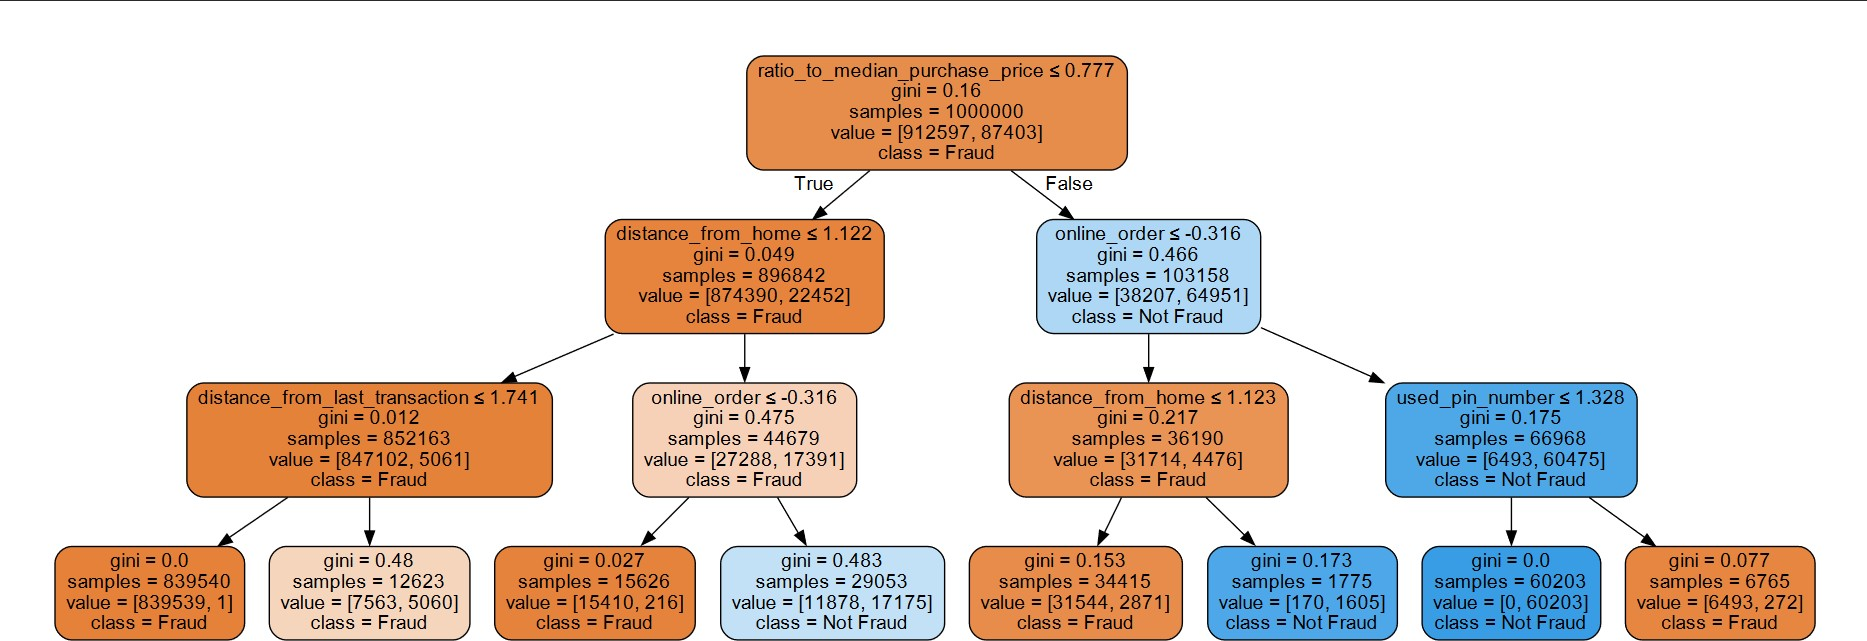 ratio_to_median_purchase_price ≤ 0.777
gini = 0.16
samples = 1000000
value = [912597, 87403]
class = Fraud
True
False
distance_from_home ≤ 1.122
gini = 0.049
samples = 896842
value = [874390, 22452]
class = Fraud
online_order ≤ -0.316
gini = 0.466
samples = 103158
value = [38207, 64951]
class = Not Fraud
distance_from_last_transaction ≤ 1.741
gini = 0.012
samples = 852163
value = [847102, 5061]
class = Fraud
online_order ≤ -0.316
gini = 0.475
samples = 44679
value = [27288, 17391]
class = Fraud
distance_from_home ≤ 1.123
gini = 0.217
samples = 36190
value = [31714, 4476]
class = Fraud
used_pin_number ≤ 1.328
gini = 0.175
samples = 66968
value = [6493, 60475]
class = Not Fraud
gini = 0.0
samples = 839540
value = [839539, 1]
class = Fraud
gini = 0.48
samples = 12623
value = [7563, 5060]
class = Fraud
gini = 0.027
samples = 15626
value = [15410, 216]
class = Fraud
gini = 0.483
samples = 29053
value = [11878, 17175]
class = Not Fraud
gini = 0.153
samples = 34415
value = [31544, 2871]
class = Fraud
gini = 0.173
samples = 1775
value = [170, 1605]
class = Not Fraud
gini = 0.0
samples = 60203
value = [0, 60203]
class = Not Fraud
gini = 0.077
samples = 6765
value = [6493, 272]
class = Fraud